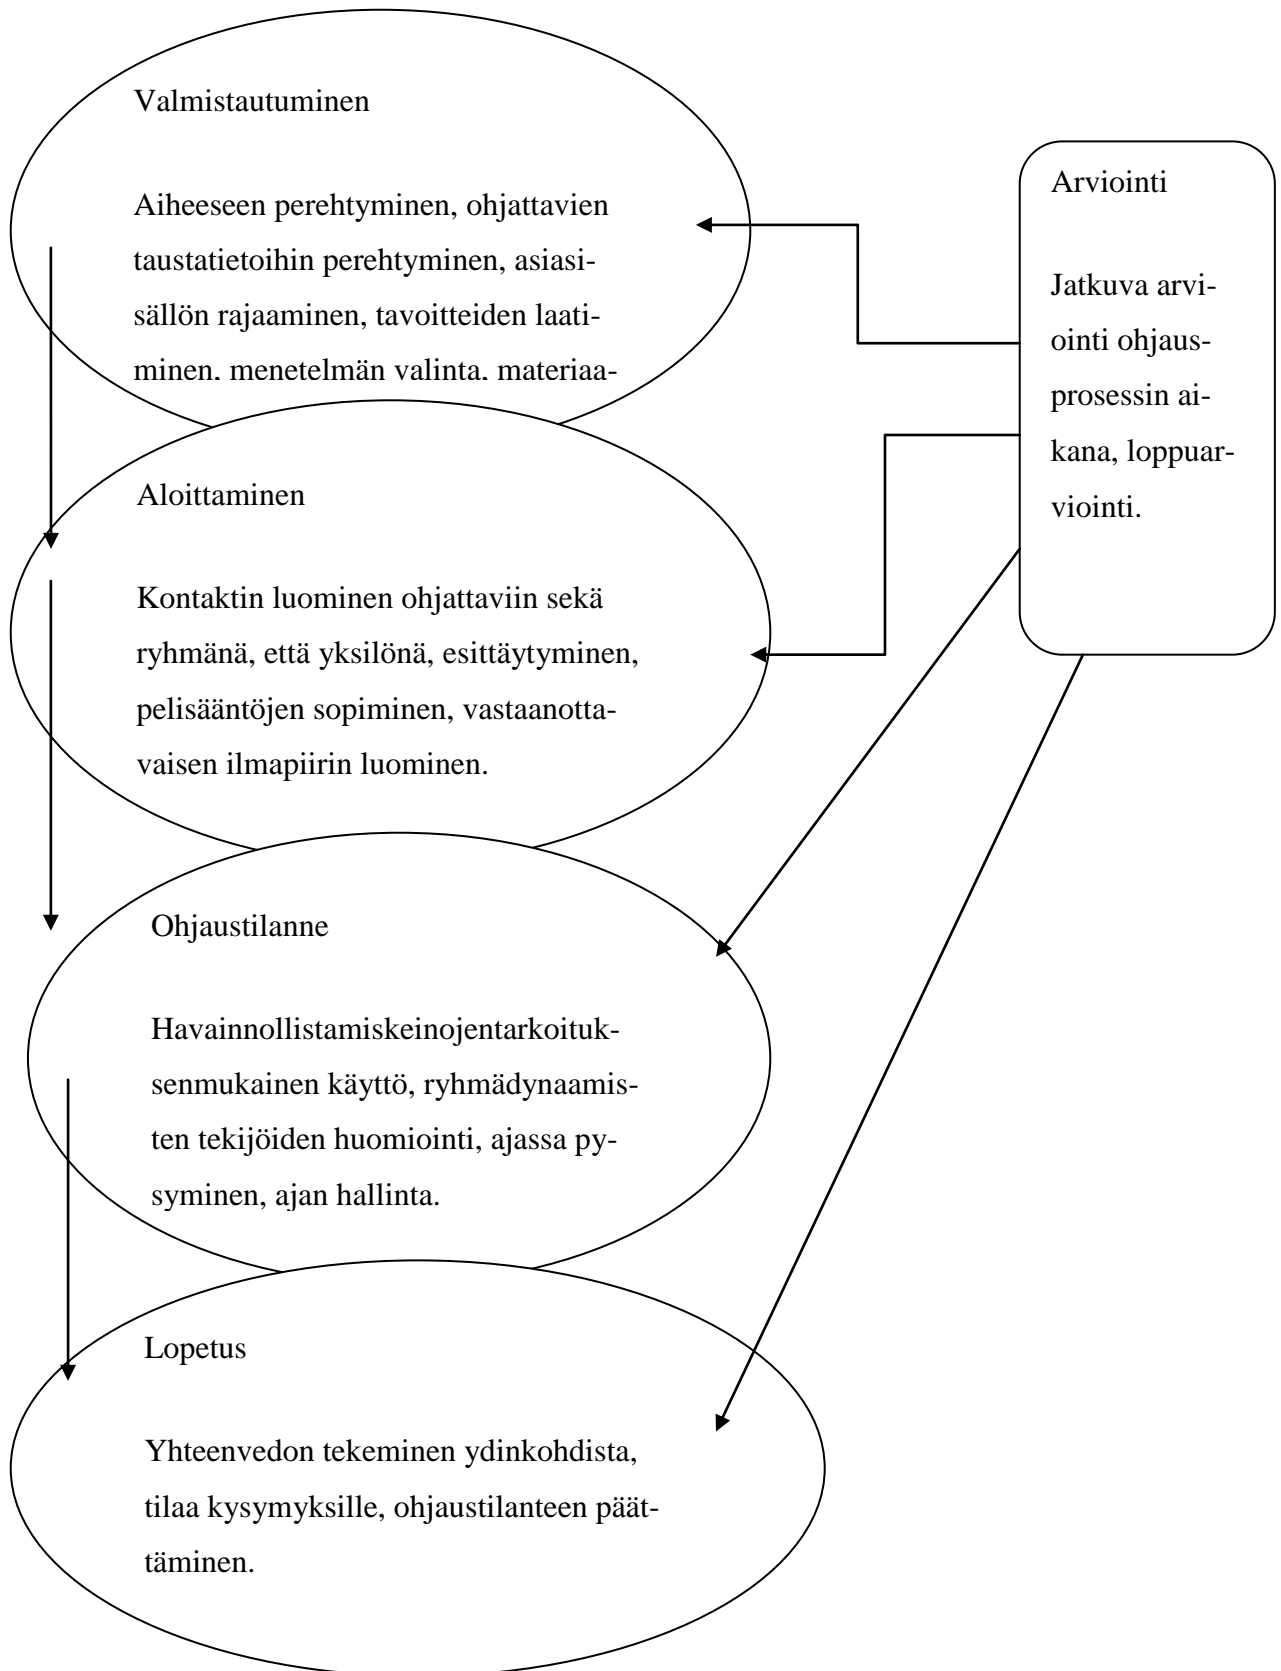 Valmistautuminen
Aiheeseen perehtyminen, ohjattavien
taustatietoihin perehtyminen, asiasi-
sällön rajaaminen, tavoitteiden laati-
minen, menetelmän valinta, materiaa-
Aloittaminen
Kontaktin luominen ohjattaviin sekä
ryhmänä, että yksilönä, esittäytyminen,
pelisääntöjen sopiminen, vastaanotta-
vaisen ilmapiirin luominen.
Ohjaustilanne
Havainnollistamiskeinojentarkoituk-
senmukainen käyttö, ryhmädynaamis-
ten tekijöiden huomiointi, ajassa py-
syminen, ajan hallinta.
Lopetus
Yhteenvedon tekeminen ydinkohdista,
tilaa kysymyksille, ohjaustilanteen päät-
täminen.
Arviointi
Jatkuva arvi-
ointi ohjaus-
prosessin ai-
kana, loppuar-
viointi.